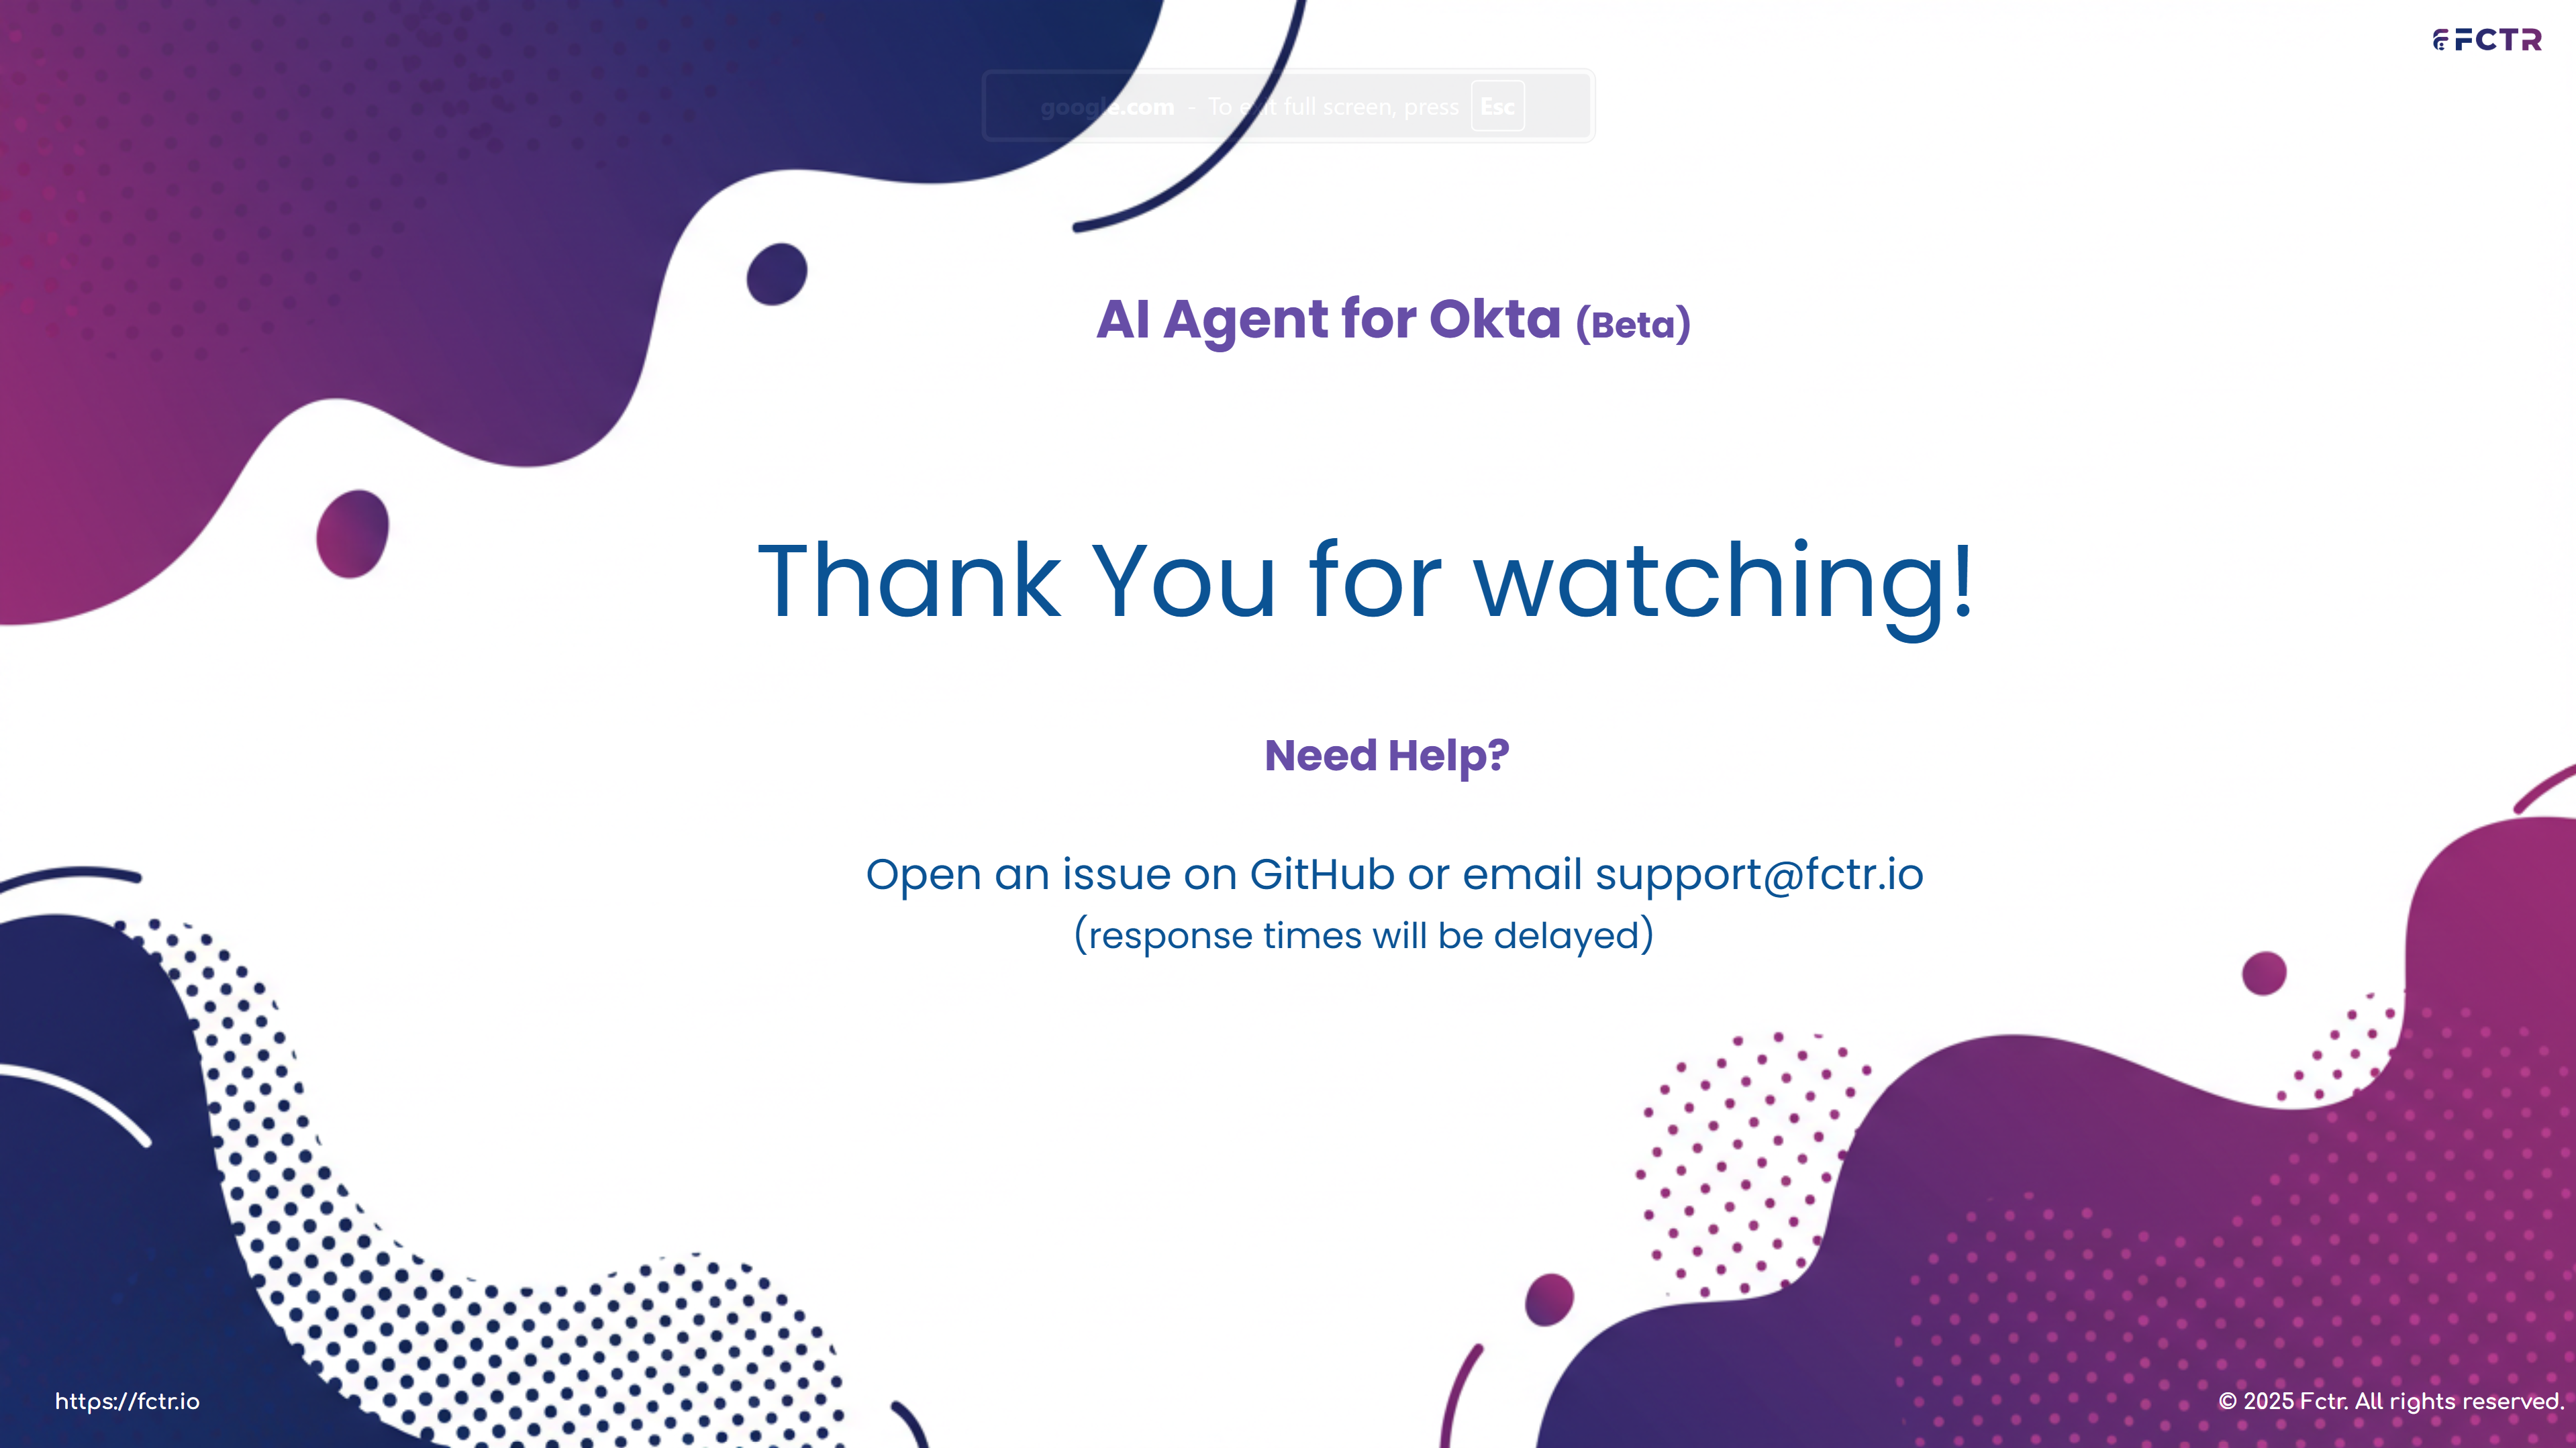 FCTR
google.com - To exit full screen, press Esc
AI Agent for Okta (Beta)
Thank You for watching!
Need Help?
Open an issue on GitHub or email support@fctr.io
(response times will be delayed)
https://fctr.io
© 2025 Fctr. All rights reserved.